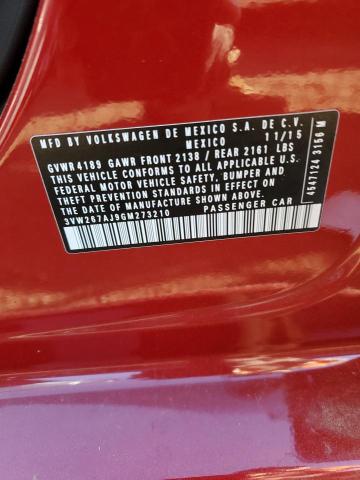 MFD BY VOLKSWAGEN DE MEXICO S.A. DE C.V.
MEXICO 11/15
GVWR 4189 GAWR FRONT 2138 / REAR 2161 LBS
THIS VEHICLE CONFORMS TO ALL APPLICABLE U.S.
FEDERAL MOTOR VEHICLE SAFETY, BUMPER AND
THEFT PREVENTION STANDARDS IN EFFECT ON
THE DATE OF MANUFACTURE SHOWN ABOVE.
3VW267AJ9GM273210 PASSENGER CAR
4547124 3156 M